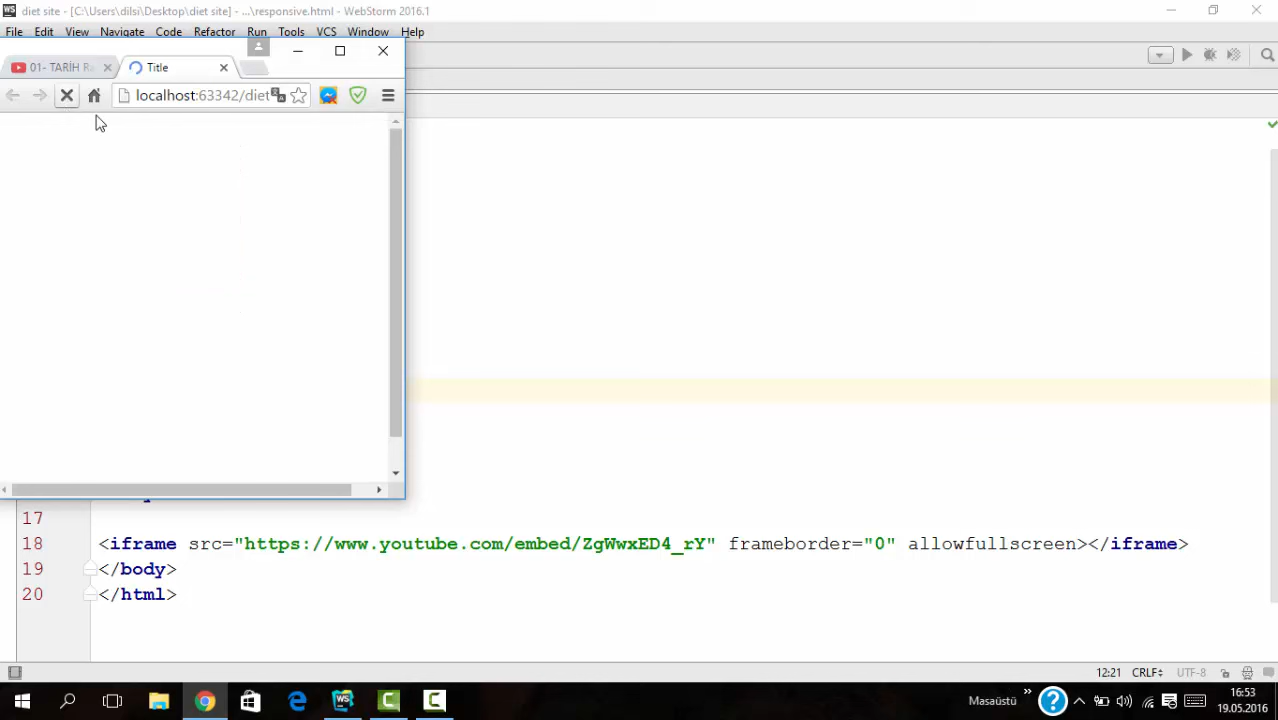 diet site - [C:\Users\dilsi\Desktop\diet site] - ...\responsive.html - WebStorm 2016.1
File Edit View Navigate Code Refactor Run Tools VCS Window Help
01- TARİH Ra
Title
localhost:63342/diet
17
18 <iframe src="https://www.youtube.com/embed/ZgWwxED4_rY" frameborder="0" allowfullscreen></iframe>
19 </body>
20 </html>
12:21 CRLF UTF-8
Masaüstü
16:53
19.05.2016